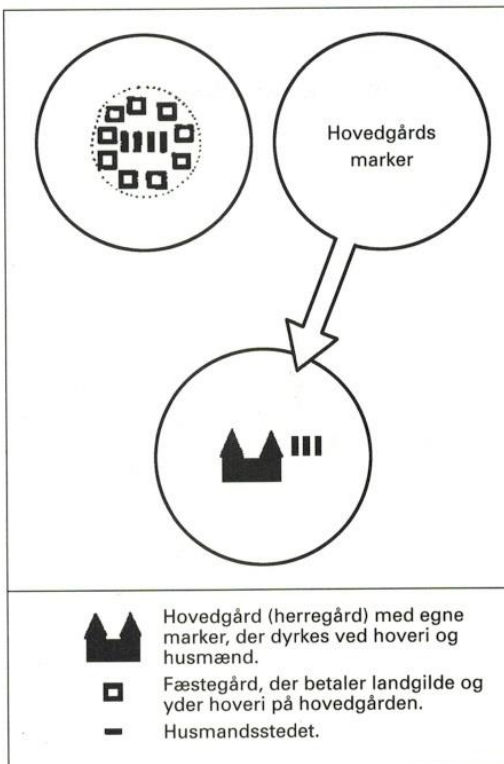 Hovedgårds
marker
Hovedgård (herregård) med egne
marker, der dyrkes ved hoveri og
husmænd.
Fæstegård, der betaler landgilde og
yder hoveri på hovedgården.
Husmandsstedet.